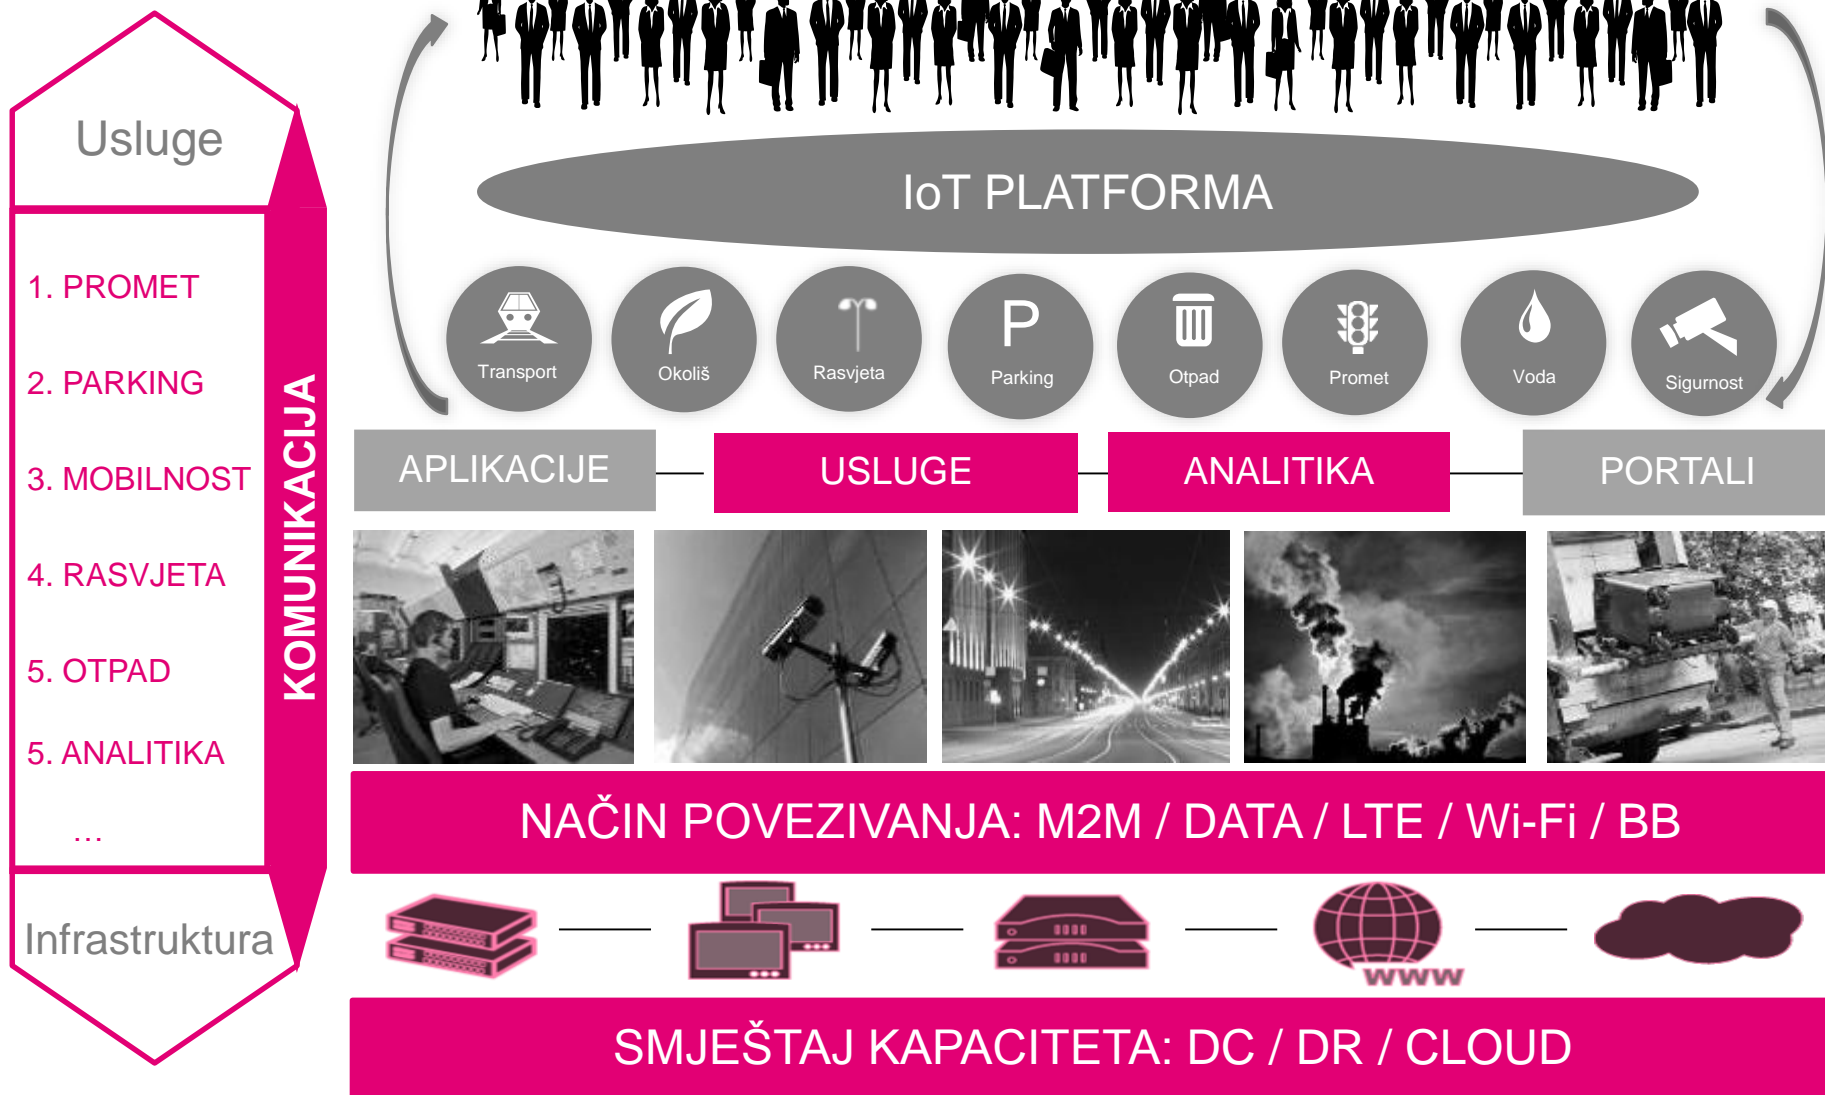 Usluge
1. PROMET
2. PARKING
3. MOBILNOST
4. RASVJETA
5. OTPAD
5. ANALITIKA
...
KOMUNIKACIJA
Infrastruktura
IoT PLATFORMA
Transport
Okoliš
Rasvjeta
P
Parking
Otpad
Promet
Voda
Sigurnost
APLIKACIJE
USLUGE
ANALITIKA
PORTALI
NAČIN POVEZIVANJA: M2M / DATA / LTE / Wi-Fi / BB
www
SMJEŠTAJ KAPACITETA: DC / DR / CLOUD